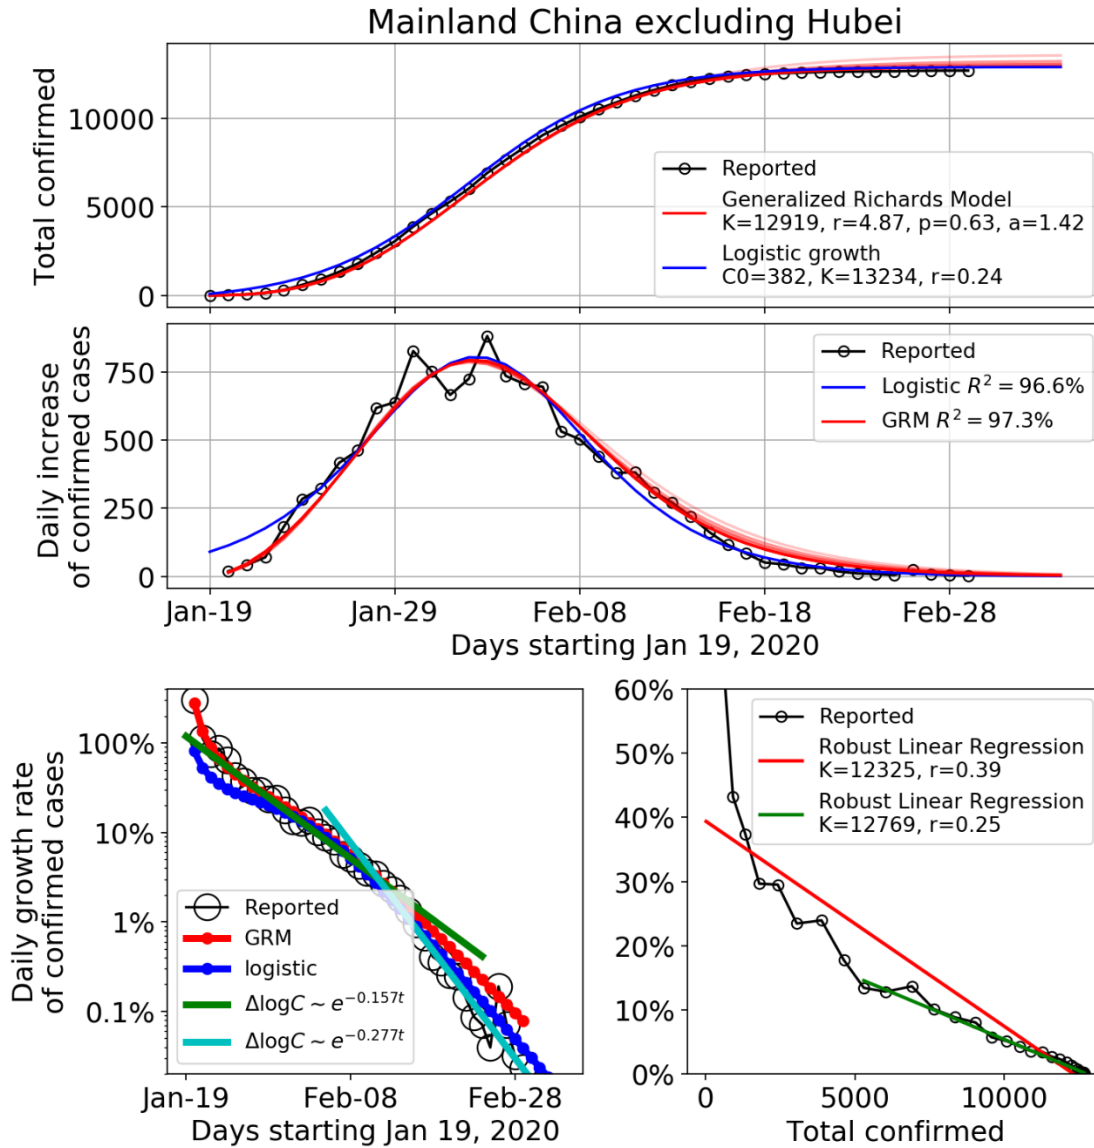 Mainland China excluding Hubei
Total confirmed
10000
5000
0
Reported
Generalized Richards Model
K=12919, r=4.87, p=0.63, a=1.42
Logistic growth
C0=382, K=13234, r=0.24
Daily increase
of confirmed cases
750
500
250
0
Reported
Logistic R² = 96.6%
GRM R² = 97.3%
Jan-19
Jan-29
Feb-08
Feb-18
Feb-28
Days starting Jan 19, 2020
Daily growth rate
of confirmed cases
100%
10%
1%
0.1%
Reported
GRM
logistic
ΔlogC ~ e^{-0.157t}
ΔlogC ~ e^{-0.277t}
Jan-19
Feb-08
Feb-28
Days starting Jan 19, 2020
60%
50%
40%
30%
20%
10%
0%
Reported
Robust Linear Regression
K=12325, r=0.39
Robust Linear Regression
K=12769, r=0.25
0
5000
10000
Total confirmed